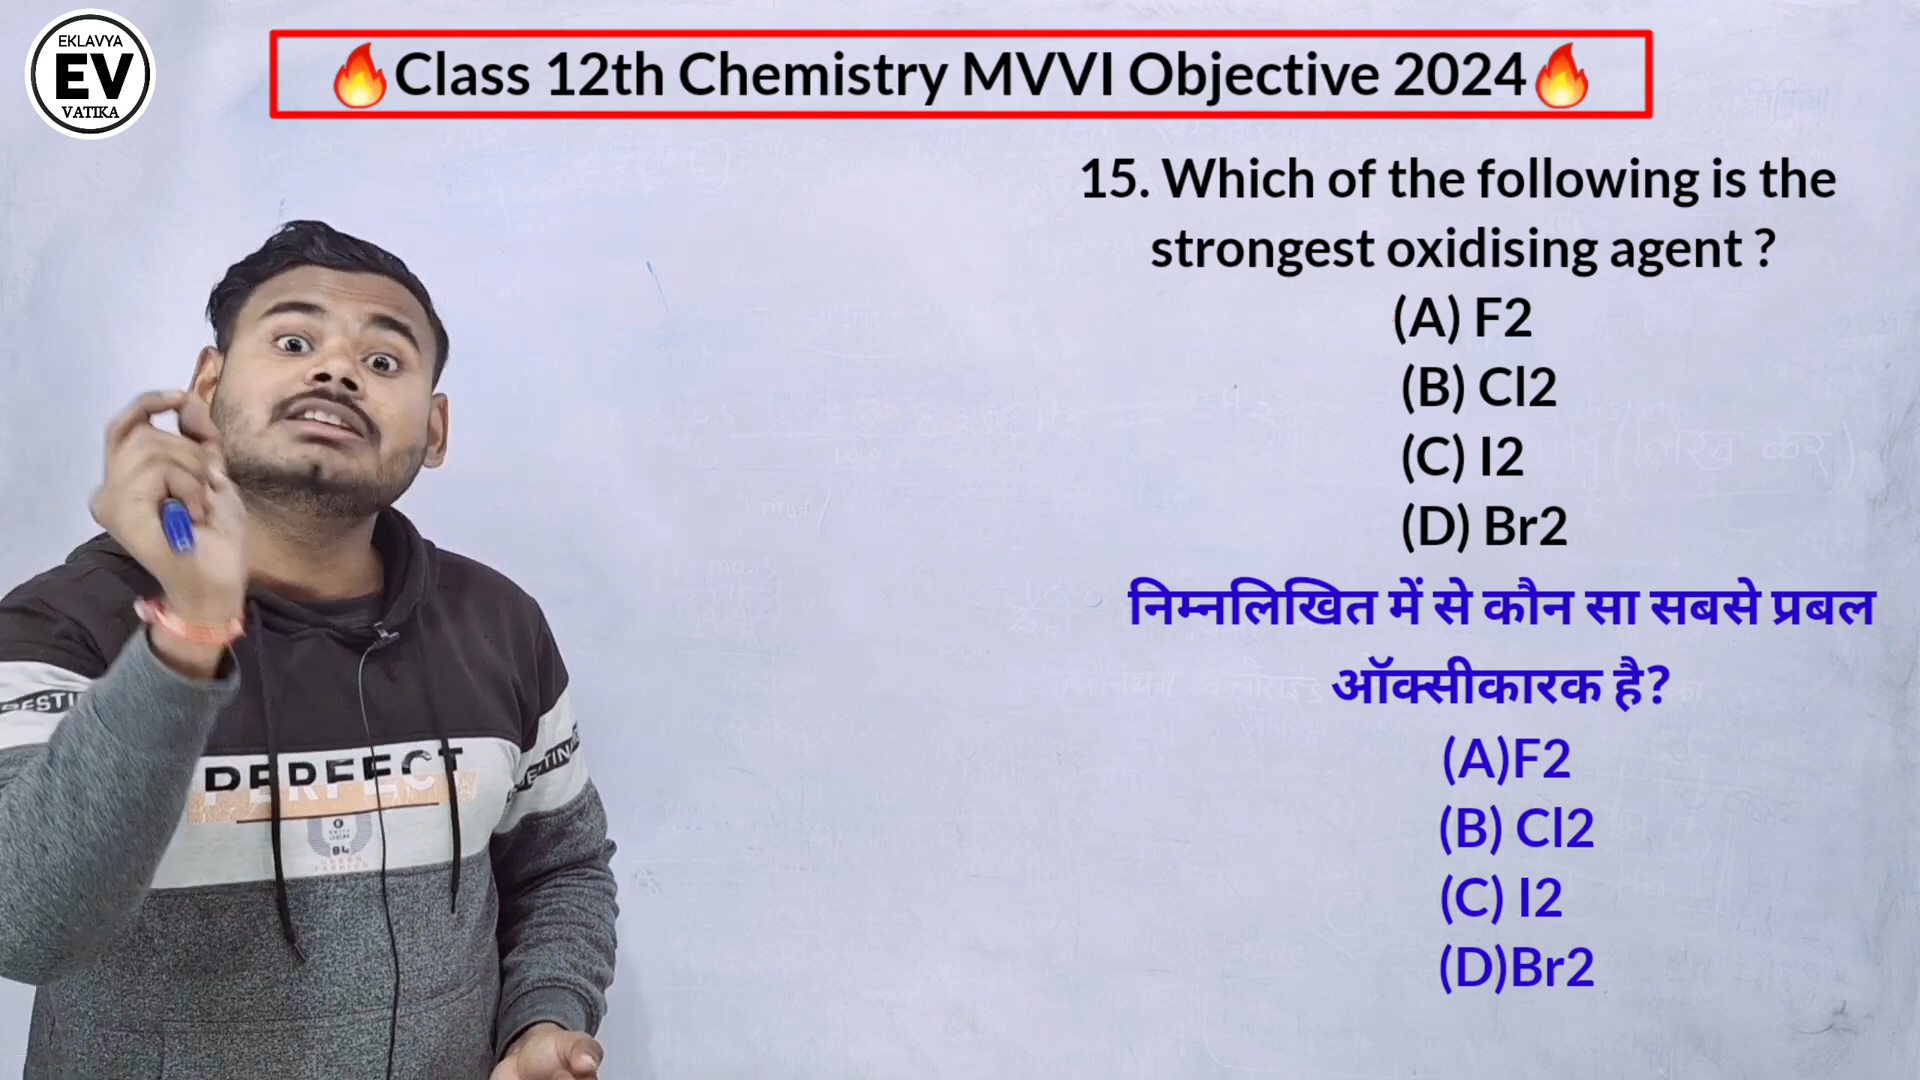 EKLAVYA
EV
VATIKA
🔥Class 12th Chemistry MVVI Objective 2024🔥
15. Which of the following is the
strongest oxidising agent ?
(A) F2
(B) Cl2
(C) I2
(D) Br2
निम्नलिखित में से कौन सा सबसे प्रबल
ऑक्सीकारक है?
(A)F2
(B) Cl2
(C) I2
(D)Br2
PERFECT